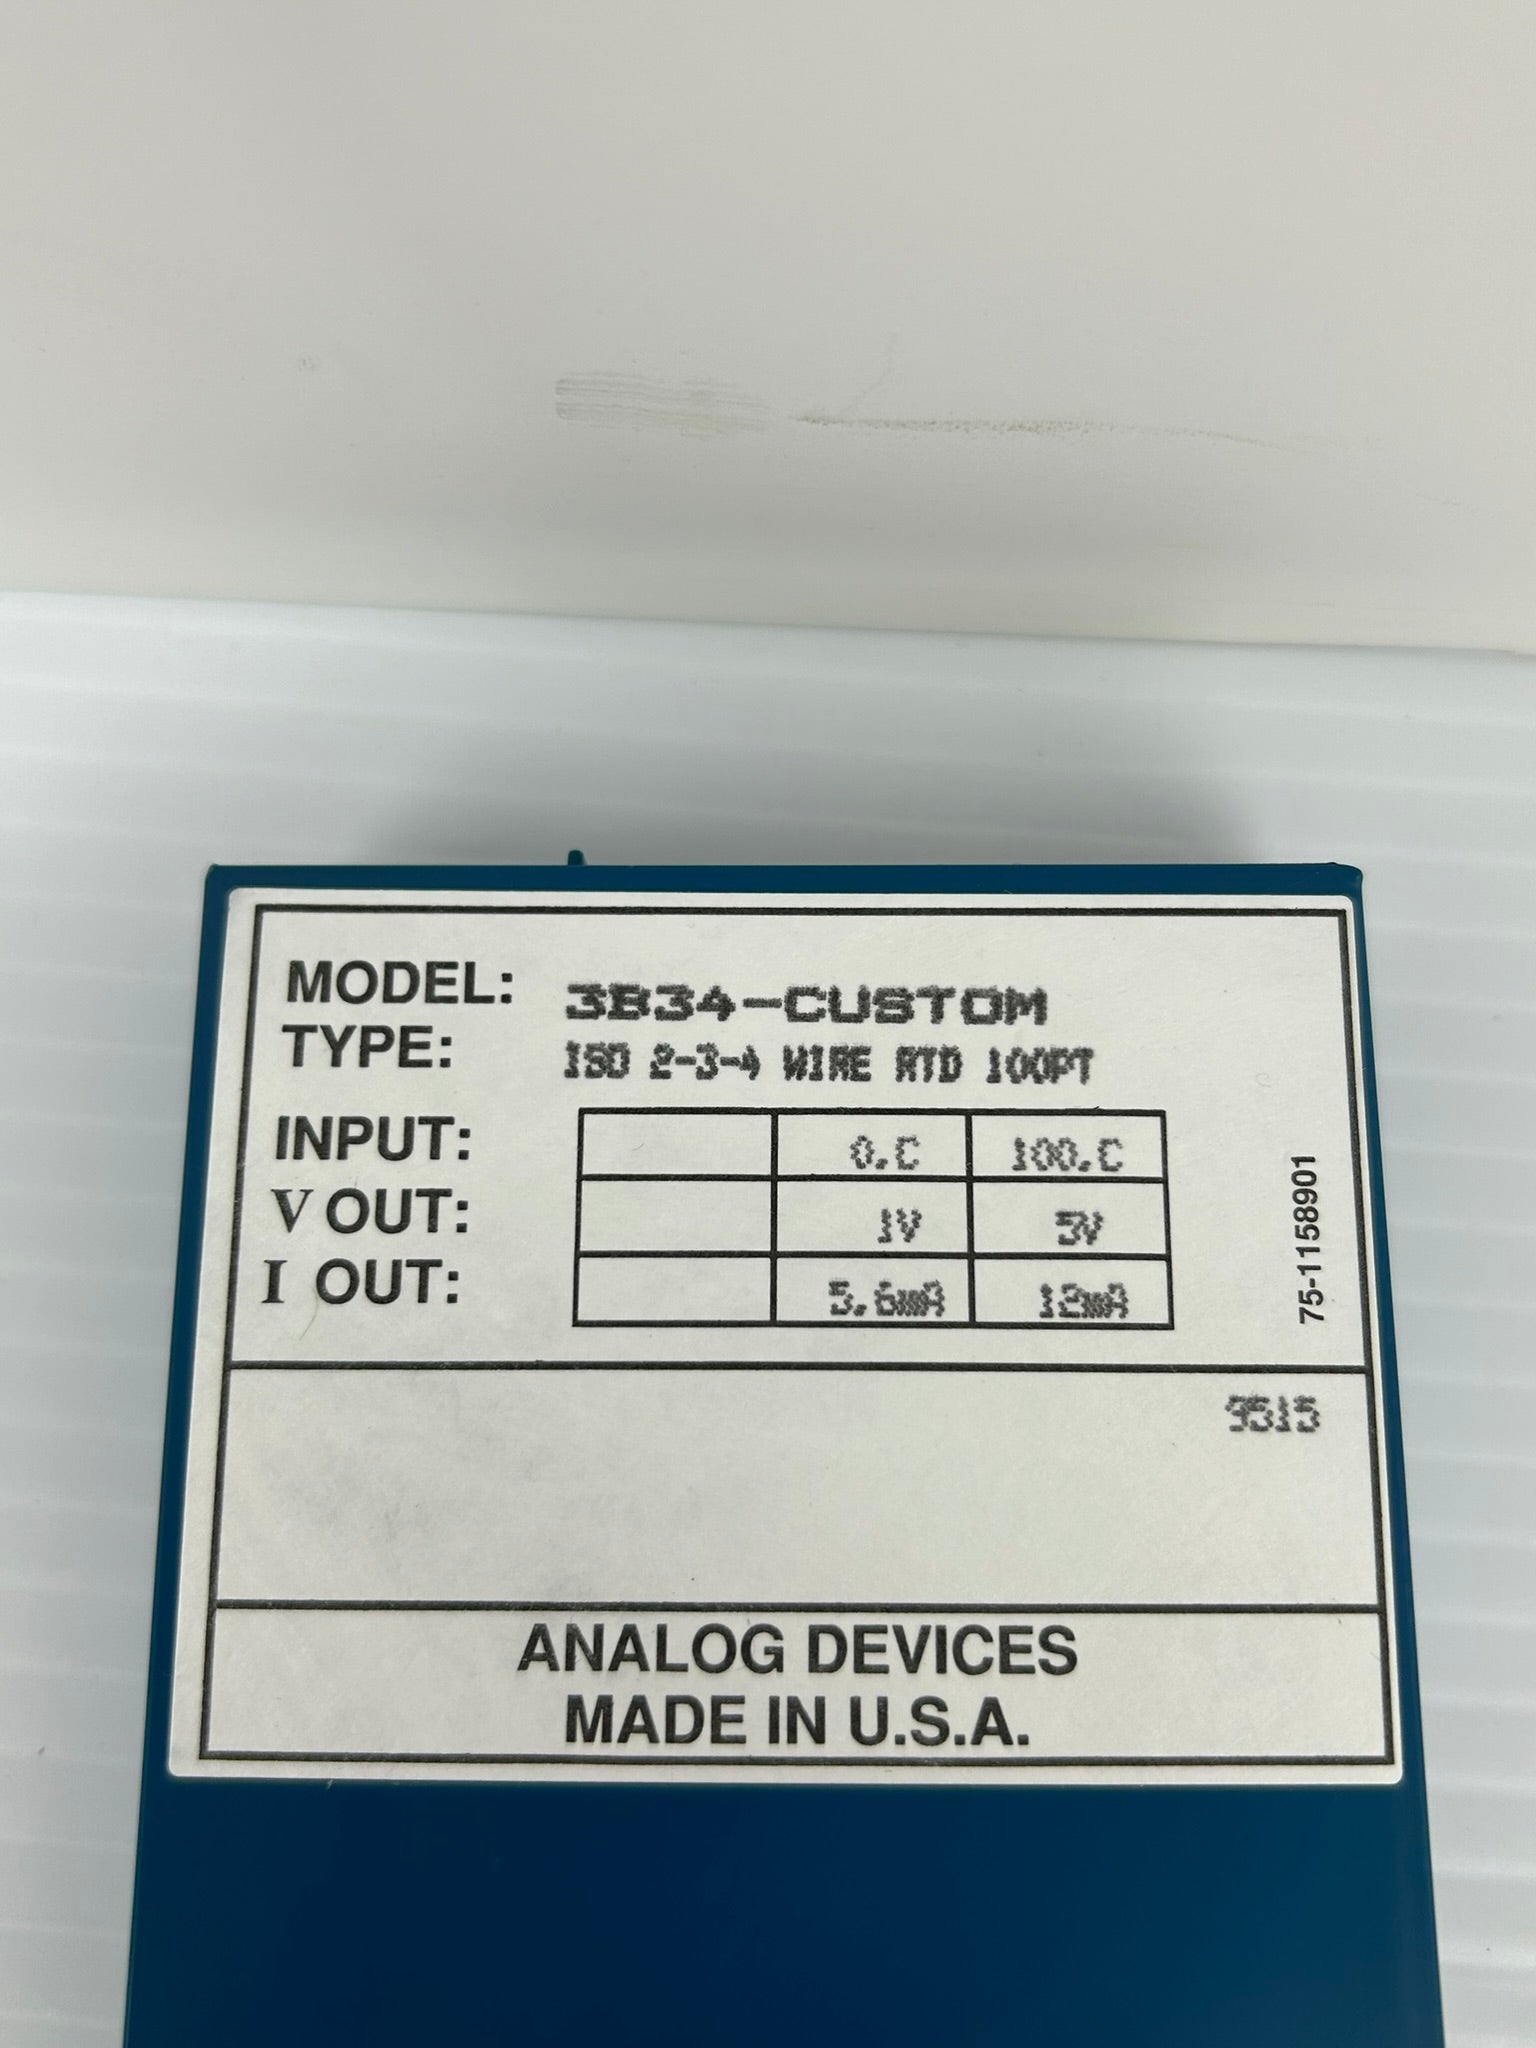 MODEL: 3B34-CUSTOM
TYPE: ISO 2-3-4 WIRE RTD 100PT
INPUT: 0.C 100.C
V OUT: 1V 5V
I OUT: 5.6mA 12mA
75-1158901
9515
ANALOG DEVICES
MADE IN U.S.A.